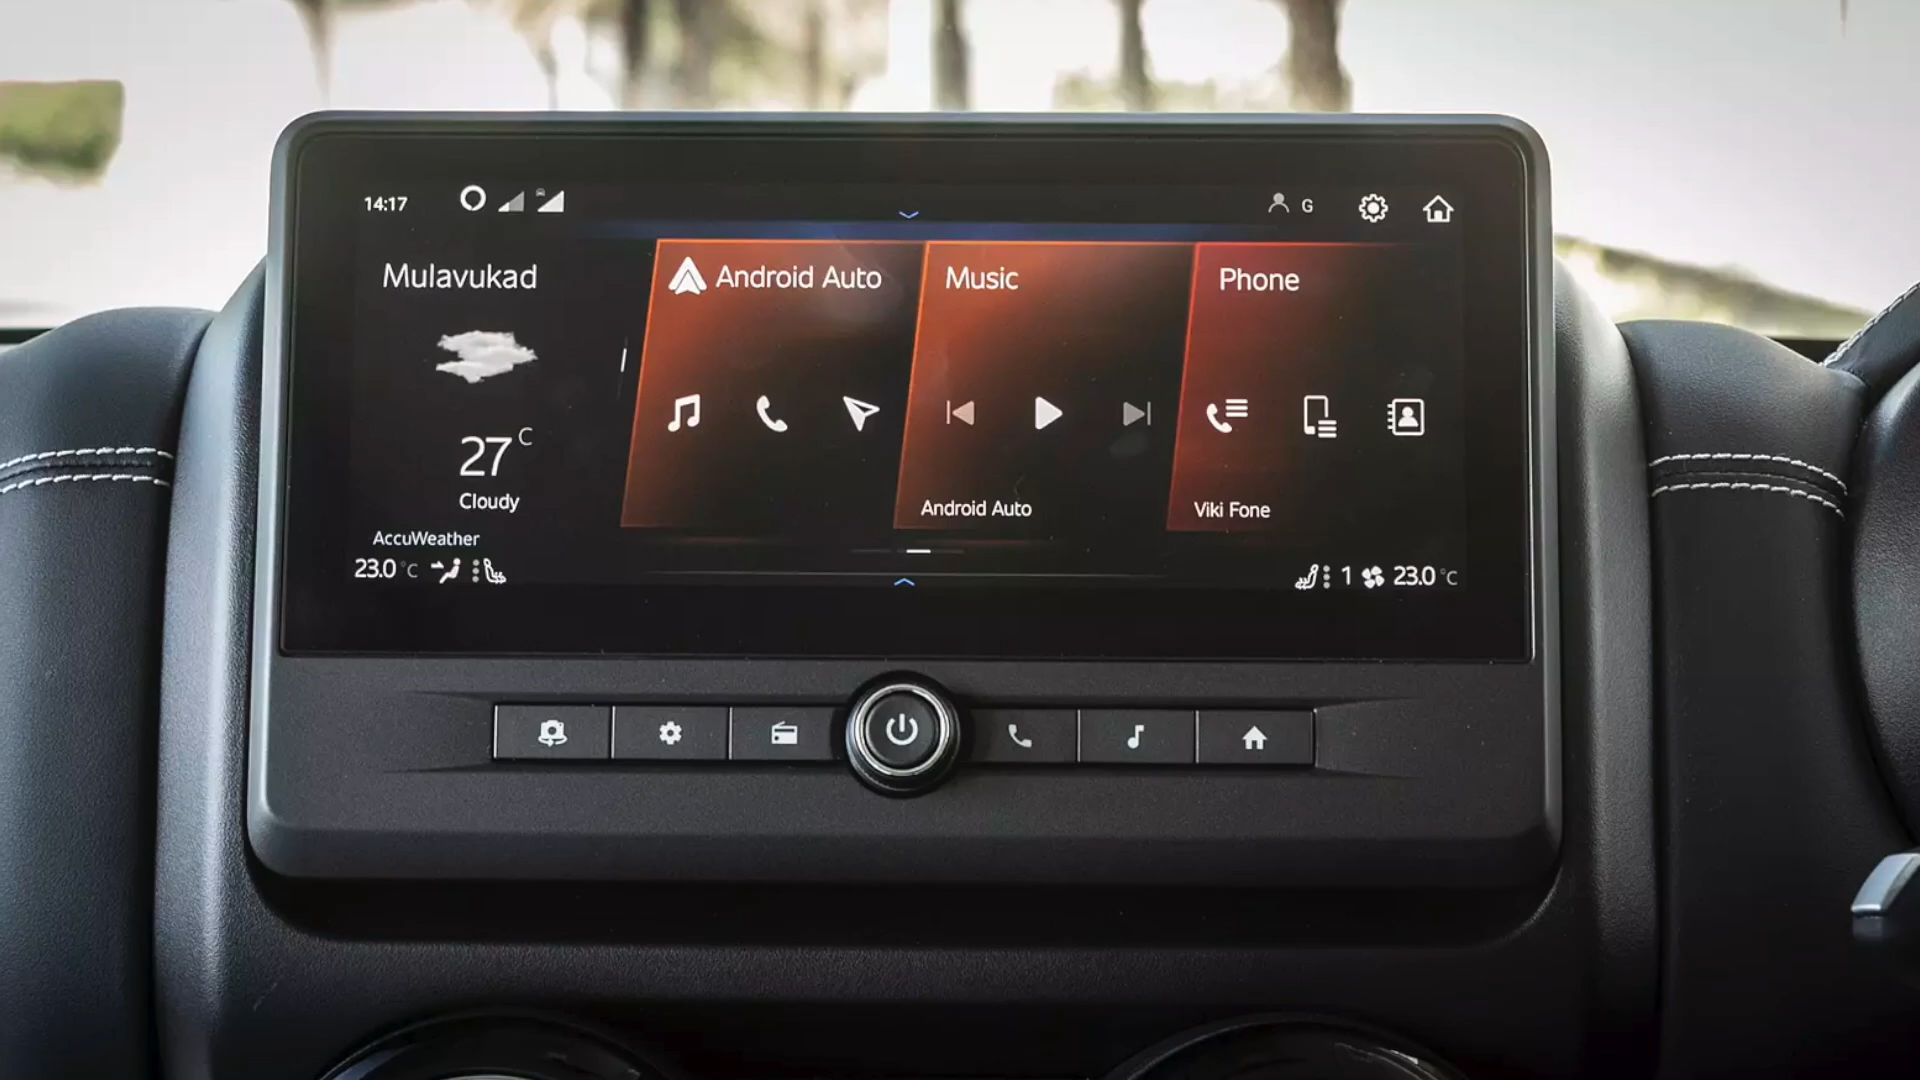 14:17
G
Mulavukad
Android Auto
Music
Phone
27 C
Cloudy
Android Auto
Viki Fone
AccuWeather
23.0 °C
1 23.0 °C